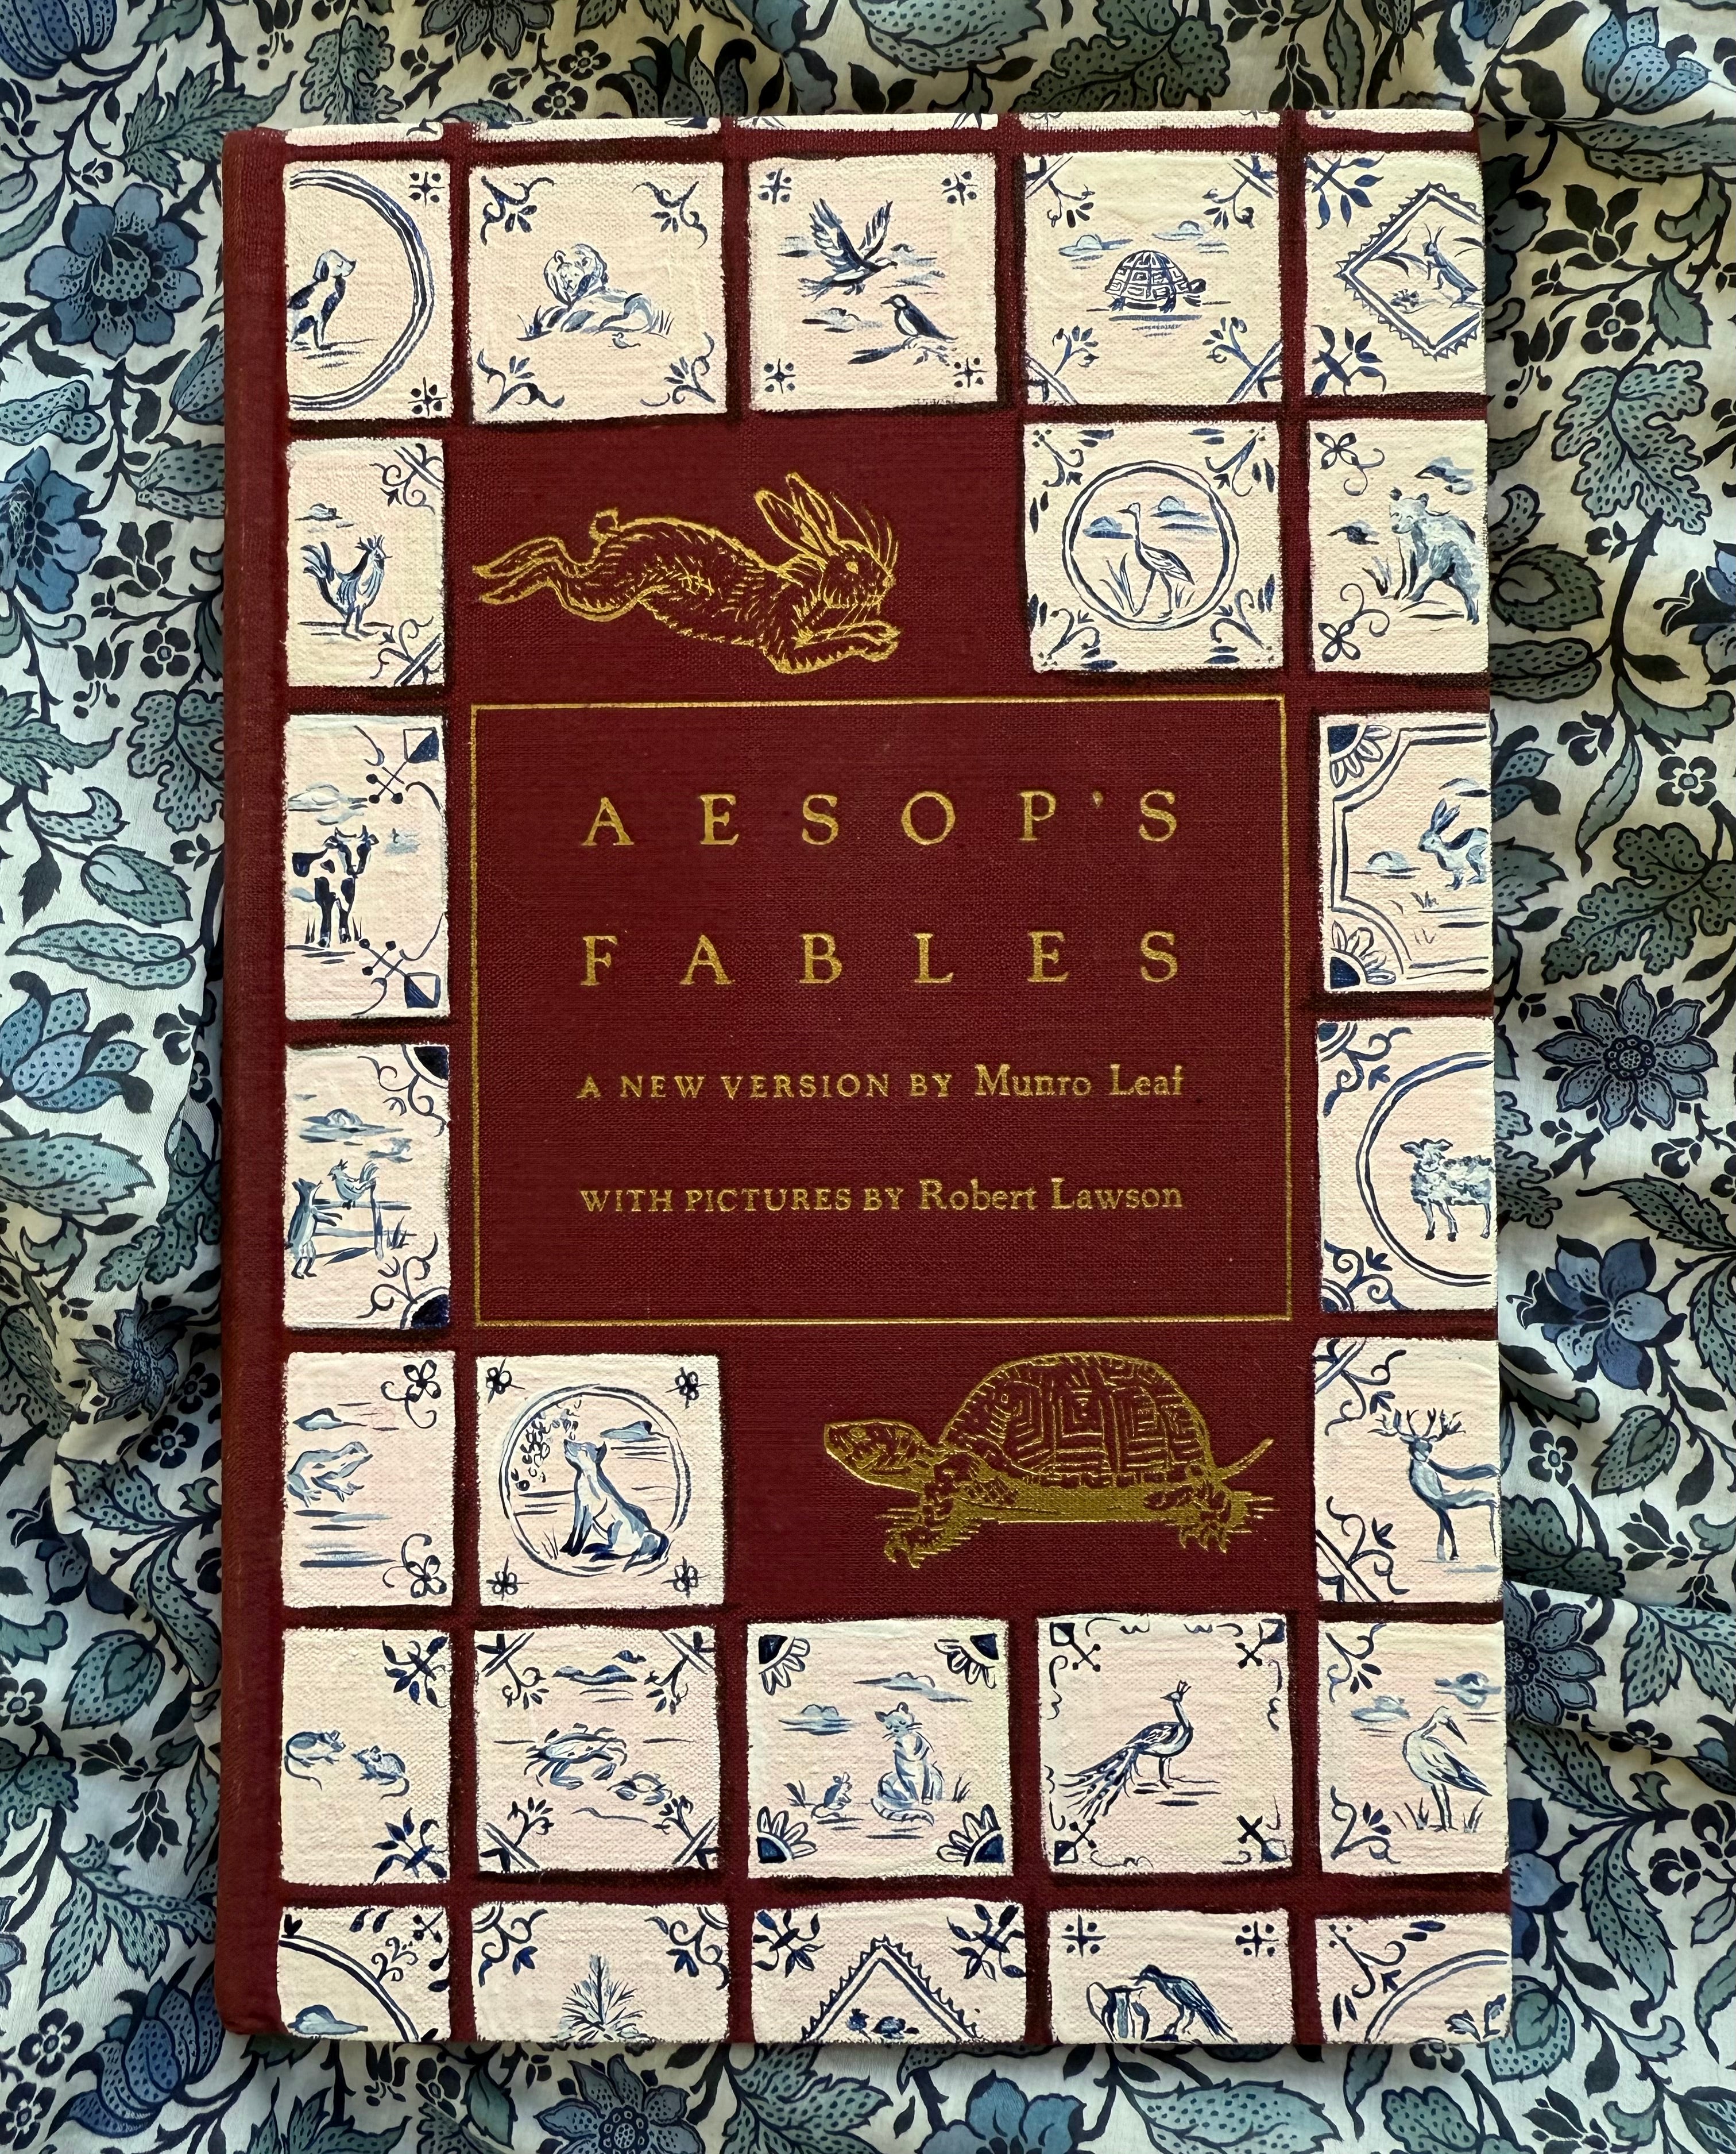 AESOP'S
FABLES
A NEW VERSION BY Munro Leaf
WITH PICTURES BY Robert Lawson